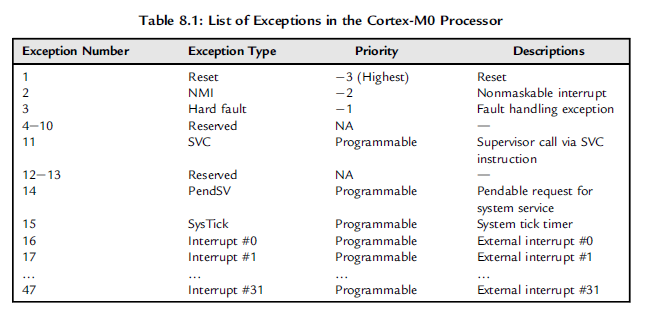 Table 8.1: List of Exceptions in the Cortex-M0 Processor
Exception Number Exception Type Priority Descriptions
1 Reset −3 (Highest) Reset
2 NMI −2 Nonmaskable interrupt
3 Hard fault −1 Fault handling exception
4−10 Reserved NA —
11 SVC Programmable Supervisor call via SVC
instruction
12−13 Reserved NA —
14 PendSV Programmable Pendable request for
system service
15 SysTick Programmable System tick timer
16 Interrupt #0 Programmable External interrupt #0
17 Interrupt #1 Programmable External interrupt #1
... ... ... ...
47 Interrupt #31 Programmable External interrupt #31